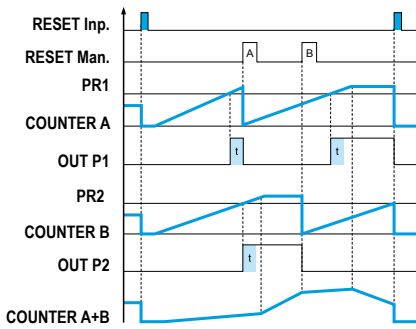 RESET Inp.
RESET Man.
A
B
PR1
COUNTER A
OUT P1
t
t
PR2
COUNTER B
OUT P2
t
COUNTER A+B